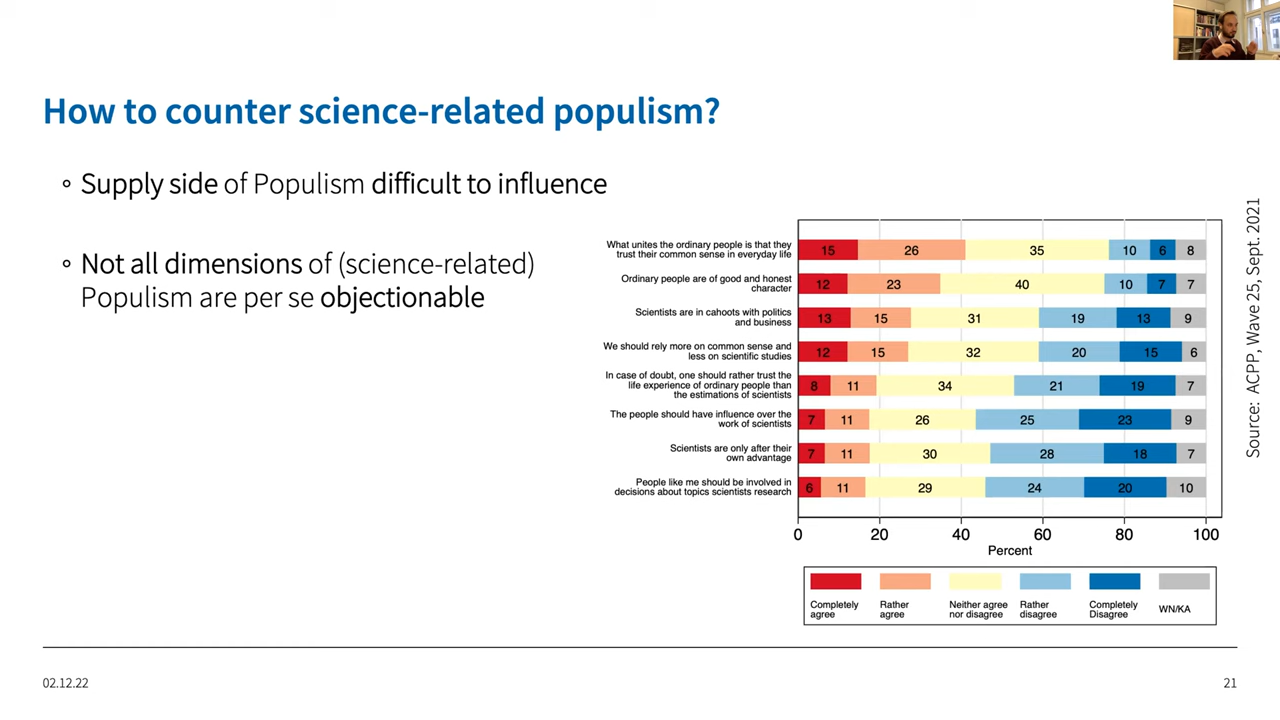 How to counter science-related populism?
° Supply side of Populism difficult to influence
° Not all dimensions of (science-related)
Populism are per se objectionable
What unites the ordinary people is that they
trust their common sense in everyday life
15 26 35 10 6 8
Ordinary people are of good and honest
character
12 23 40 10 7 7
Scientists are in cahoots with politics
and business
13 15 31 19 13 9
We should rely more on common sense and
less on scientific studies
12 15 32 20 15 6
In case of doubt, one should rather trust the
life experience of ordinary people than
the estimations of scientists
8 11 34 21 19 7
The people should have influence over the
work of scientists
7 11 26 25 23 9
Scientists are only after their
own advantage
7 11 30 28 18 7
People like me should be involved in
decisions about topics scientists research
6 11 29 24 20 10
0 20 40 60 80 100
Percent
Completely
agree
Rather
agree
Neither agree
nor disagree
Rather
disagree
Completely
Disagree
WN/KA
Source: ACPP, Wave 25, Sept. 2021
02.12.22
21